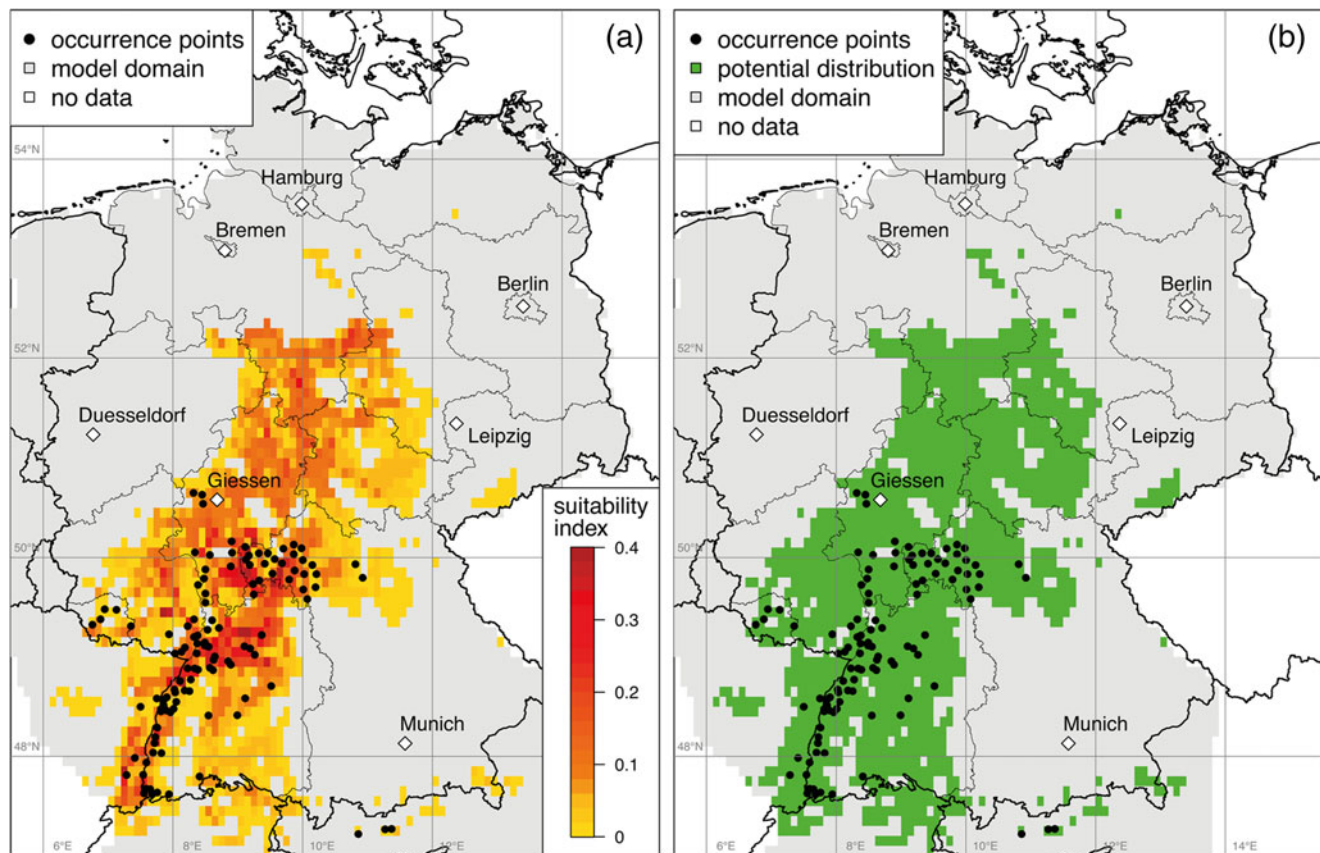 occurrence points
model domain
no data
(a)
54°N
52°N
50°N
48°N
Hamburg
Bremen
Berlin
Duesseldorf
Leipzig
Giessen
Munich
suitability
index
0.4
0.3
0.2
0.1
0
6°E
8°E
10°E
12°E
occurrence points
potential distribution
model domain
no data
(b)
54°N
52°N
50°N
48°N
Hamburg
Bremen
Berlin
Duesseldorf
Leipzig
Giessen
Munich
6°E
8°E
10°E
12°E
14°E